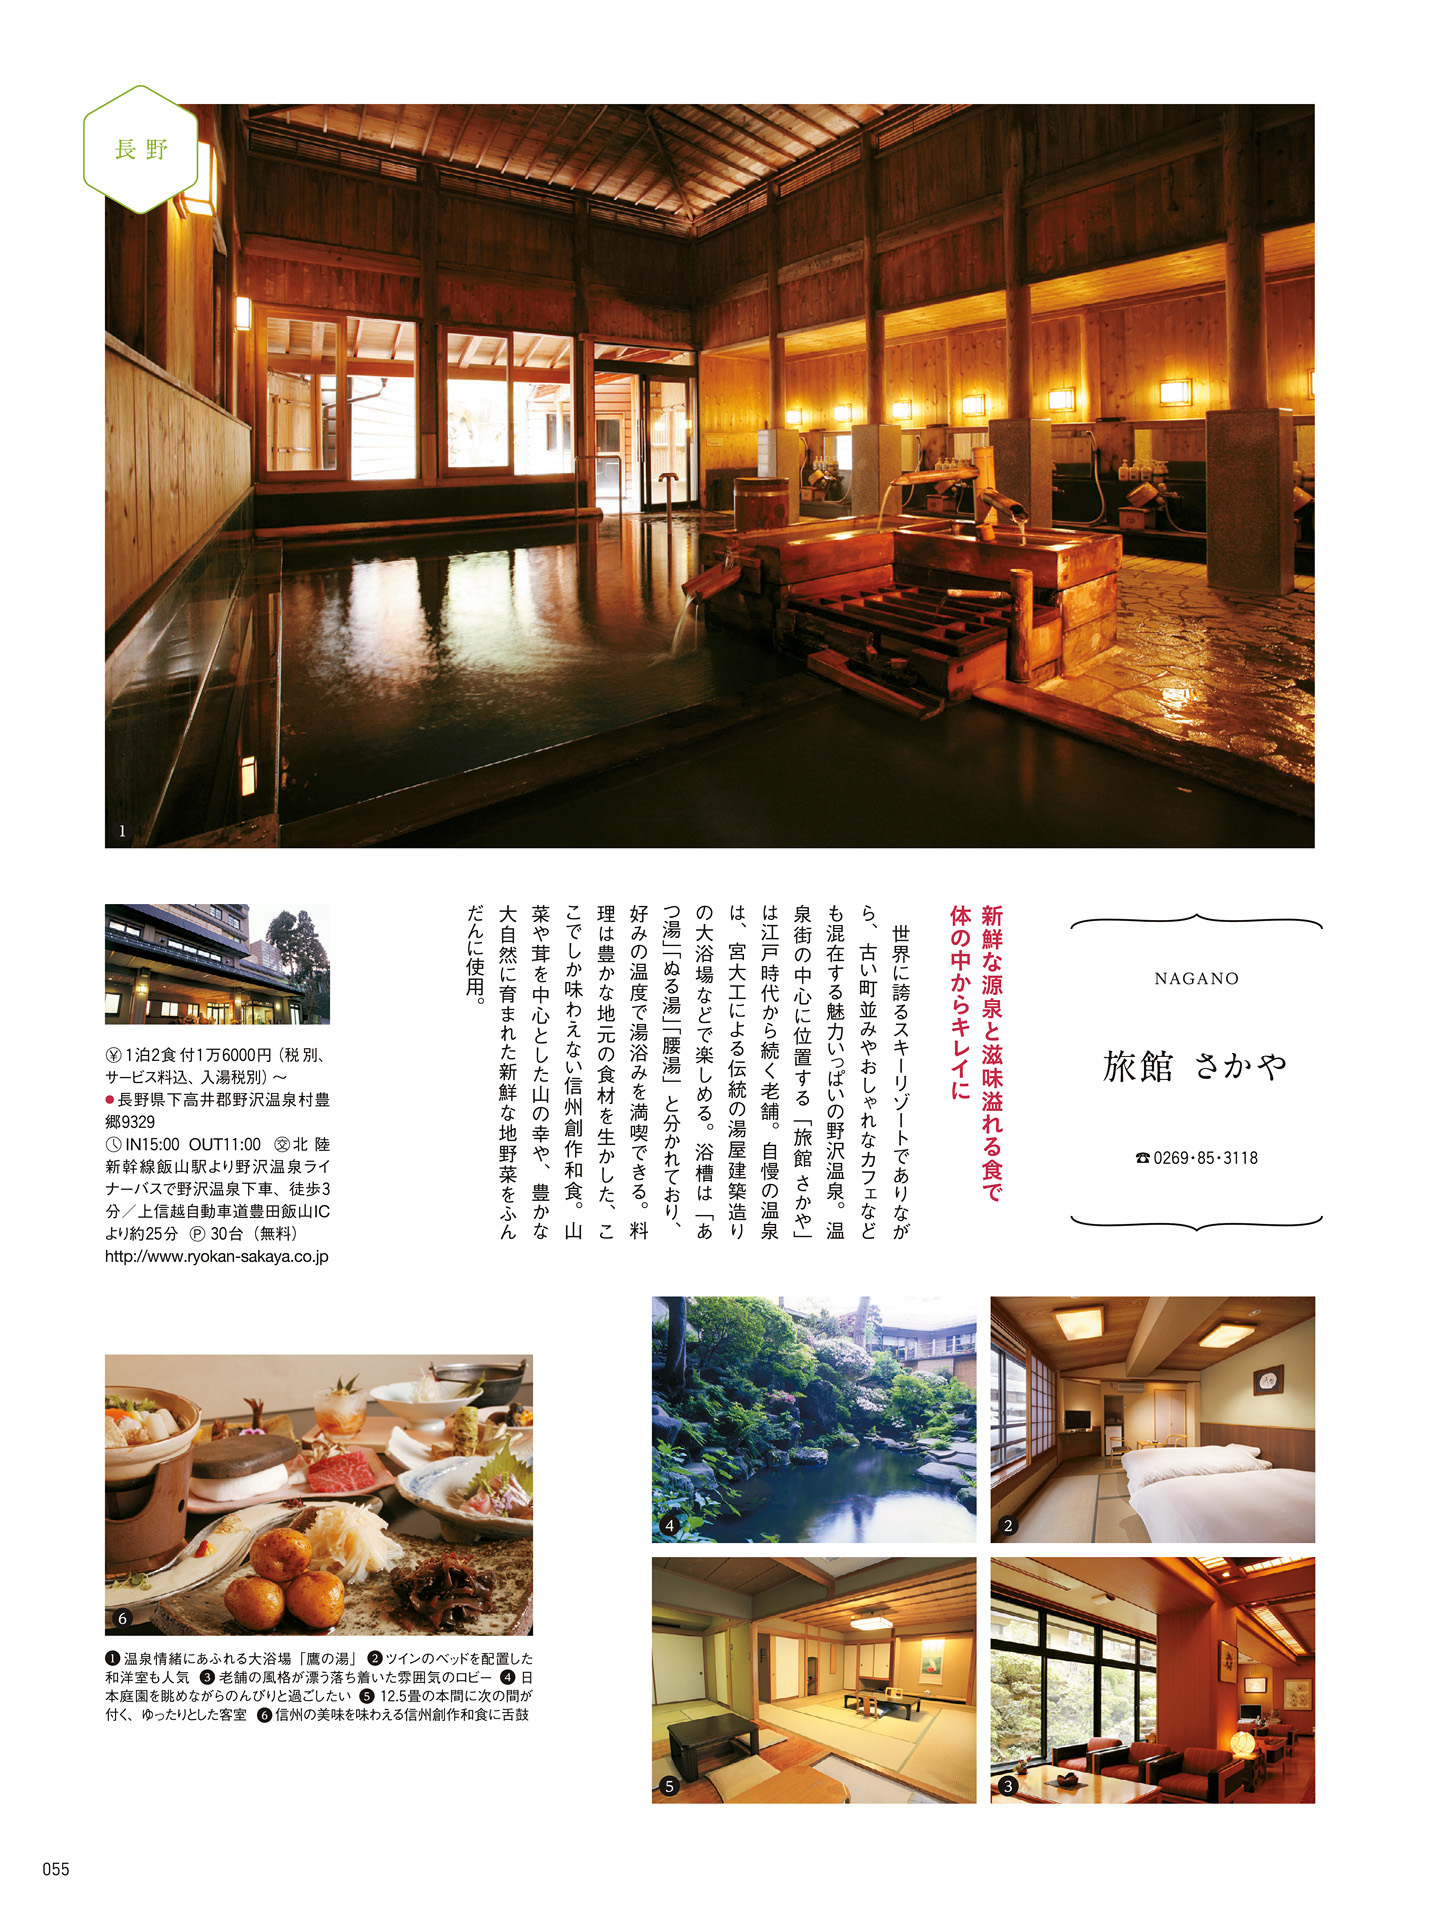 長野
1
NAGANO
旅館 さかや
☎0269・85・3118
新鮮な源泉と滋味溢れる食で
体の中からキレイに
世界に誇るスキーリゾートでありなが
ら、古い町並みやおしゃれなカフェなど
も混在する魅力いっぱいの野沢温泉。温
泉街の中心に位置する「旅館 さかや」
は江戸時代から続く老舗。自慢の温泉
は、宮大工による伝統の湯屋建築造り
の大浴場などで楽しめる。浴槽は「あ
つ湯」「ぬる湯」「腰湯」と分かれており、
好みの温度で湯浴みを満喫できる。料
理は豊かな地元の食材を生かした、こ
こでしか味わえない信州創作和食。山
菜や茸を中心とした山の幸や、豊かな
大自然に育まれた新鮮な地野菜をふん
だんに使用。
¥1泊2食付1万6000円（税別、
サービス料込、入湯税別）～
●長野県下高井郡野沢温泉村豊
郷9329
IN15:00 OUT11:00 交北陸
新幹線飯山駅より野沢温泉ライ
ナーバスで野沢温泉下車、徒歩3
分／上信越自動車道豊田飯山IC
より約25分 Ⓟ30台（無料）
http://www.ryokan-sakaya.co.jp
4
2
5
3
6
❶温泉情緒にあふれる大浴場「鷹の湯」 ❷ツインのベッドを配置した
和洋室も人気 ❸老舗の風格が漂う落ち着いた雰囲気のロビー ❹日
本庭園を眺めながらのんびりと過ごしたい ❺12.5畳の本間に次の間が
付く、ゆったりとした客室 ❻信州の美味を味わえる信州創作和食に舌鼓
055